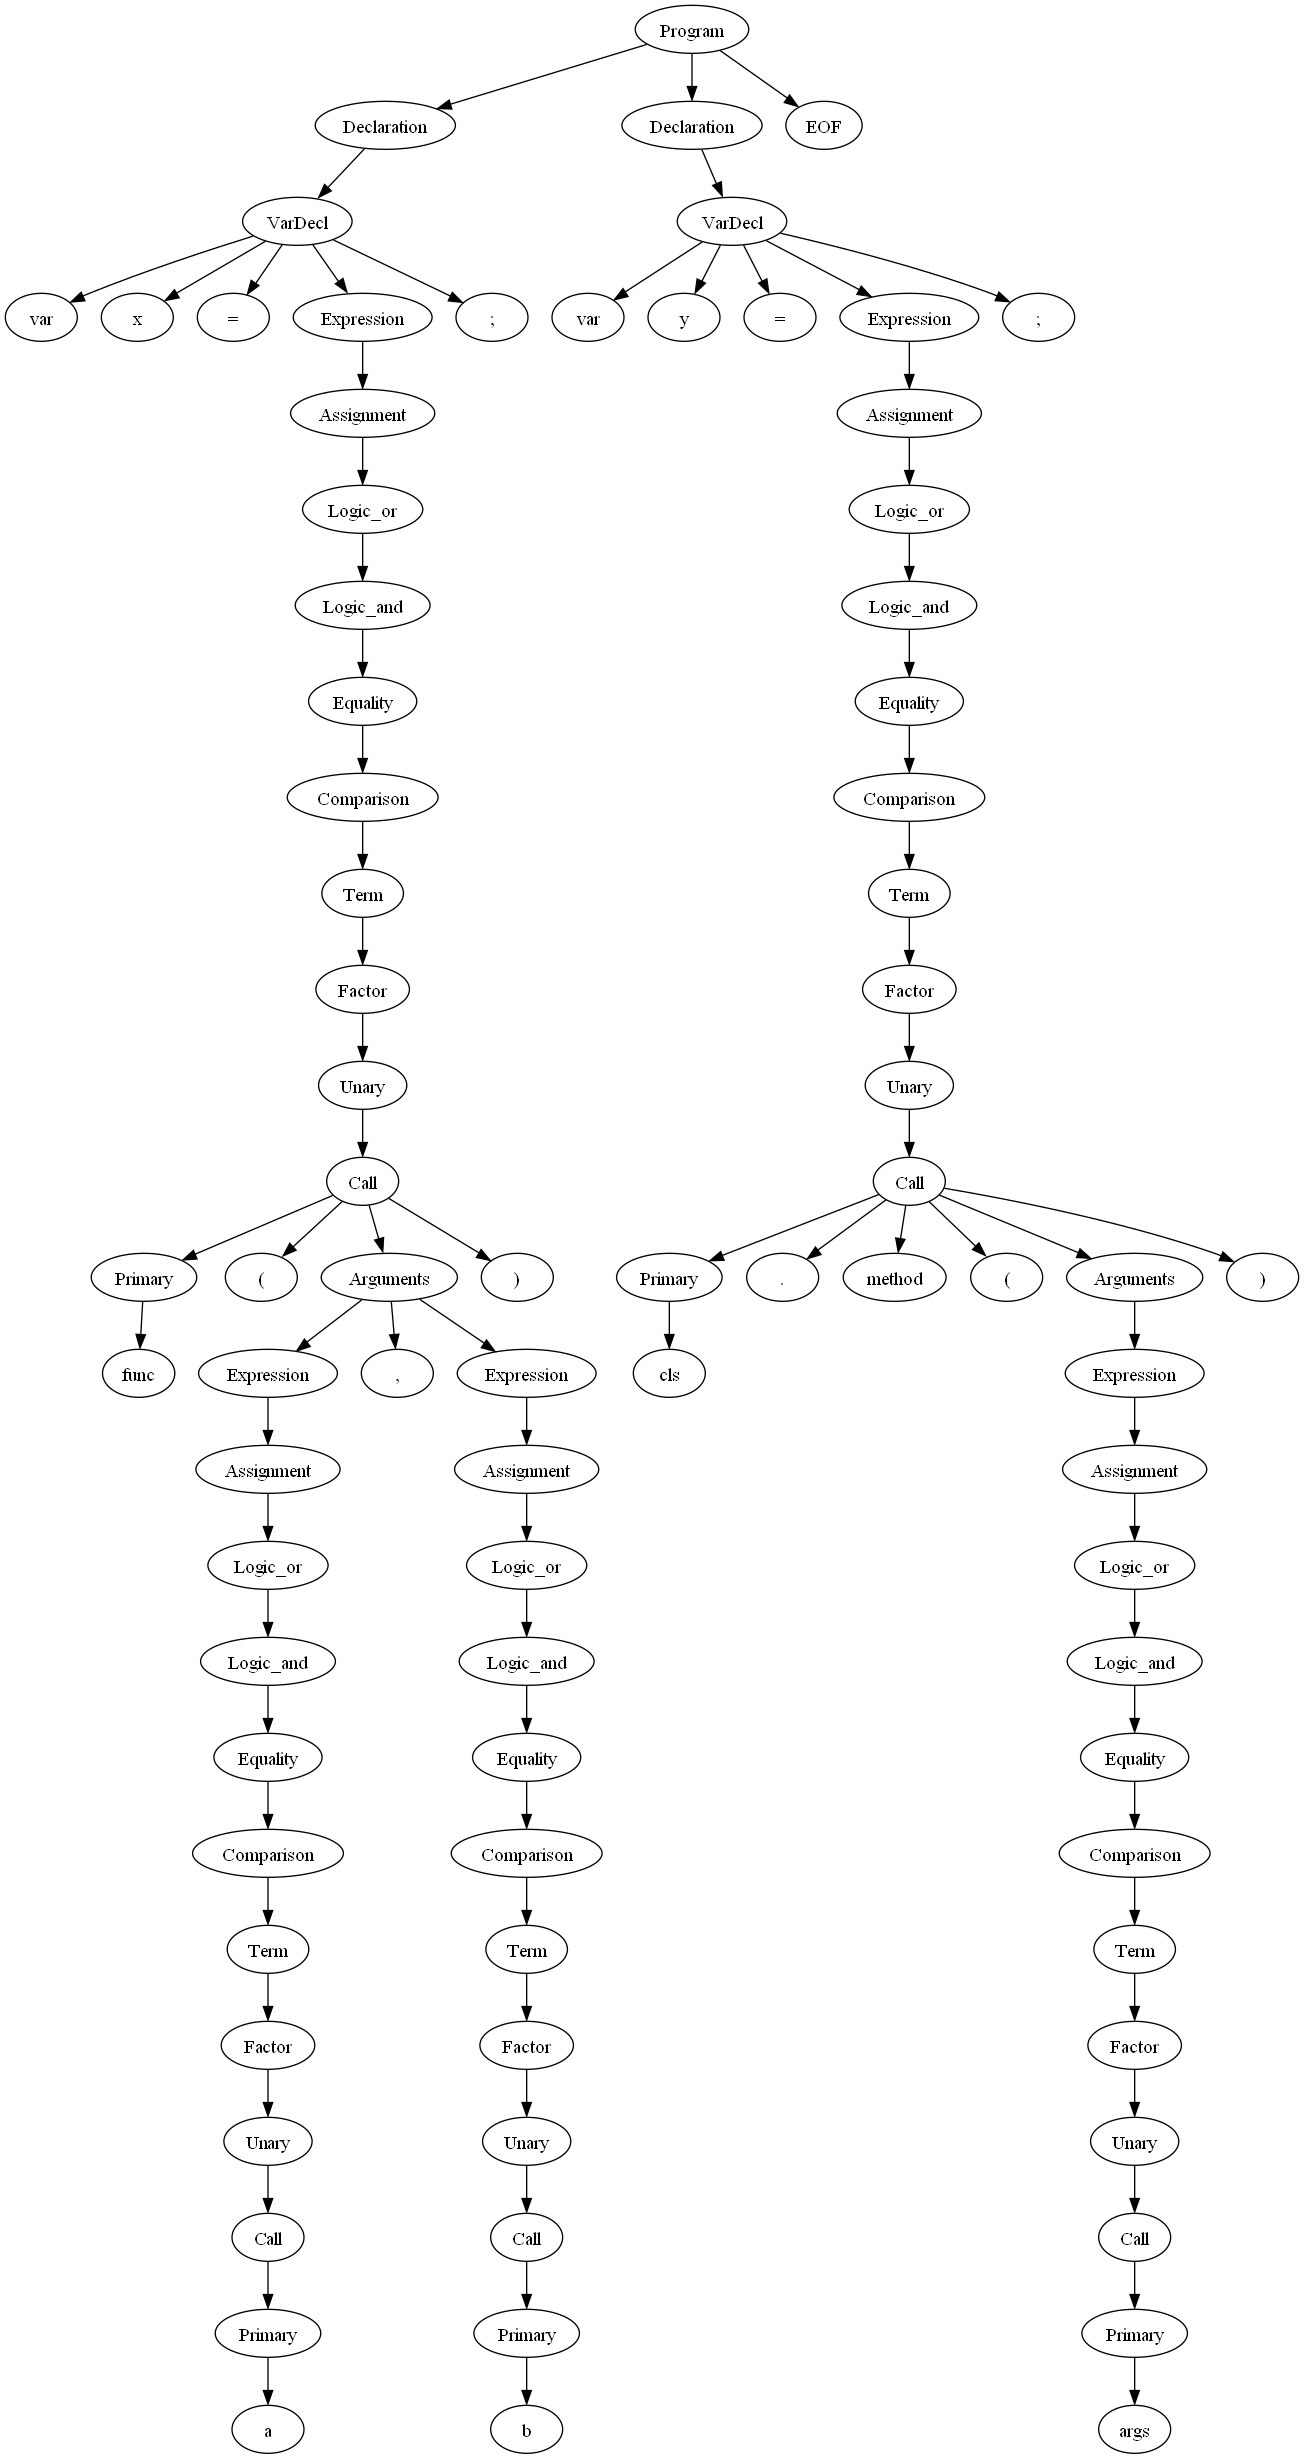 Program
Declaration Declaration EOF
VarDecl VarDecl
var x = Expression ; var y = Expression ;
Assignment Assignment
Logic_or Logic_or
Logic_and Logic_and
Equality Equality
Comparison Comparison
Term Term
Factor Factor
Unary Unary
Call Call
Primary ( Arguments ) Primary . method ( Arguments )
func Expression , Expression cls Expression
Assignment Assignment Assignment
Logic_or Logic_or Logic_or
Logic_and Logic_and Logic_and
Equality Equality Equality
Comparison Comparison Comparison
Term Term Term
Factor Factor Factor
Unary Unary Unary
Call Call Call
Primary Primary Primary
a b args